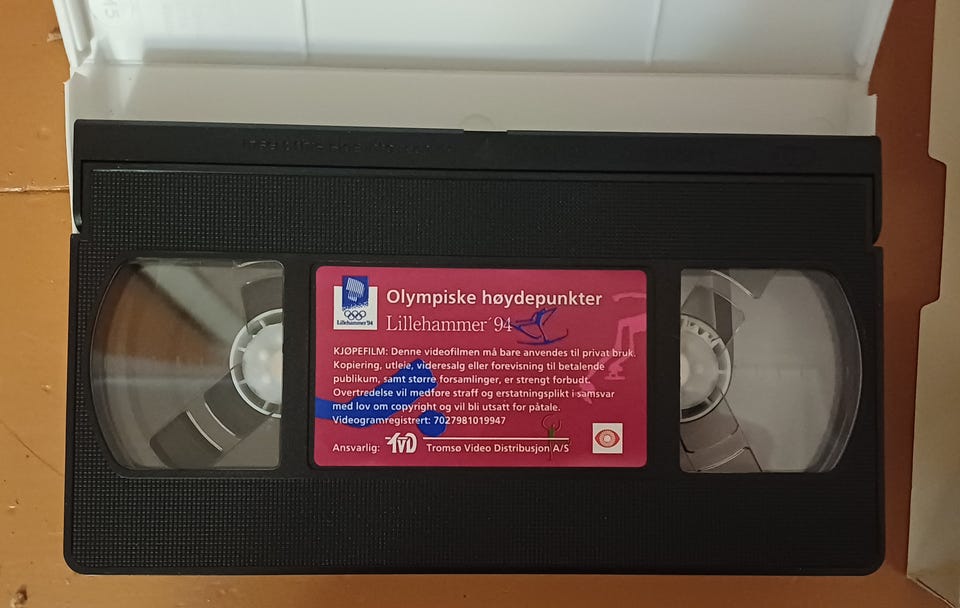 Lillehammer'94
Olympiske høydepunkter
Lillehammer´94
KJØPEFILM: Denne videofilmen må bare anvendes til privat bruk.
Kopiering, utleie, videresalg eller forevisning til betalende
publikum, samt større forsamlinger, er strengt forbudt.
Overtredelse vil medføre straff og erstatningsplikt i samsvar
med lov om copyright og vil bli utsatt for påtale.
Videogramregistrert: 7027981019947
Ansvarlig: TVD Tromsø Video Distribusjon A/S